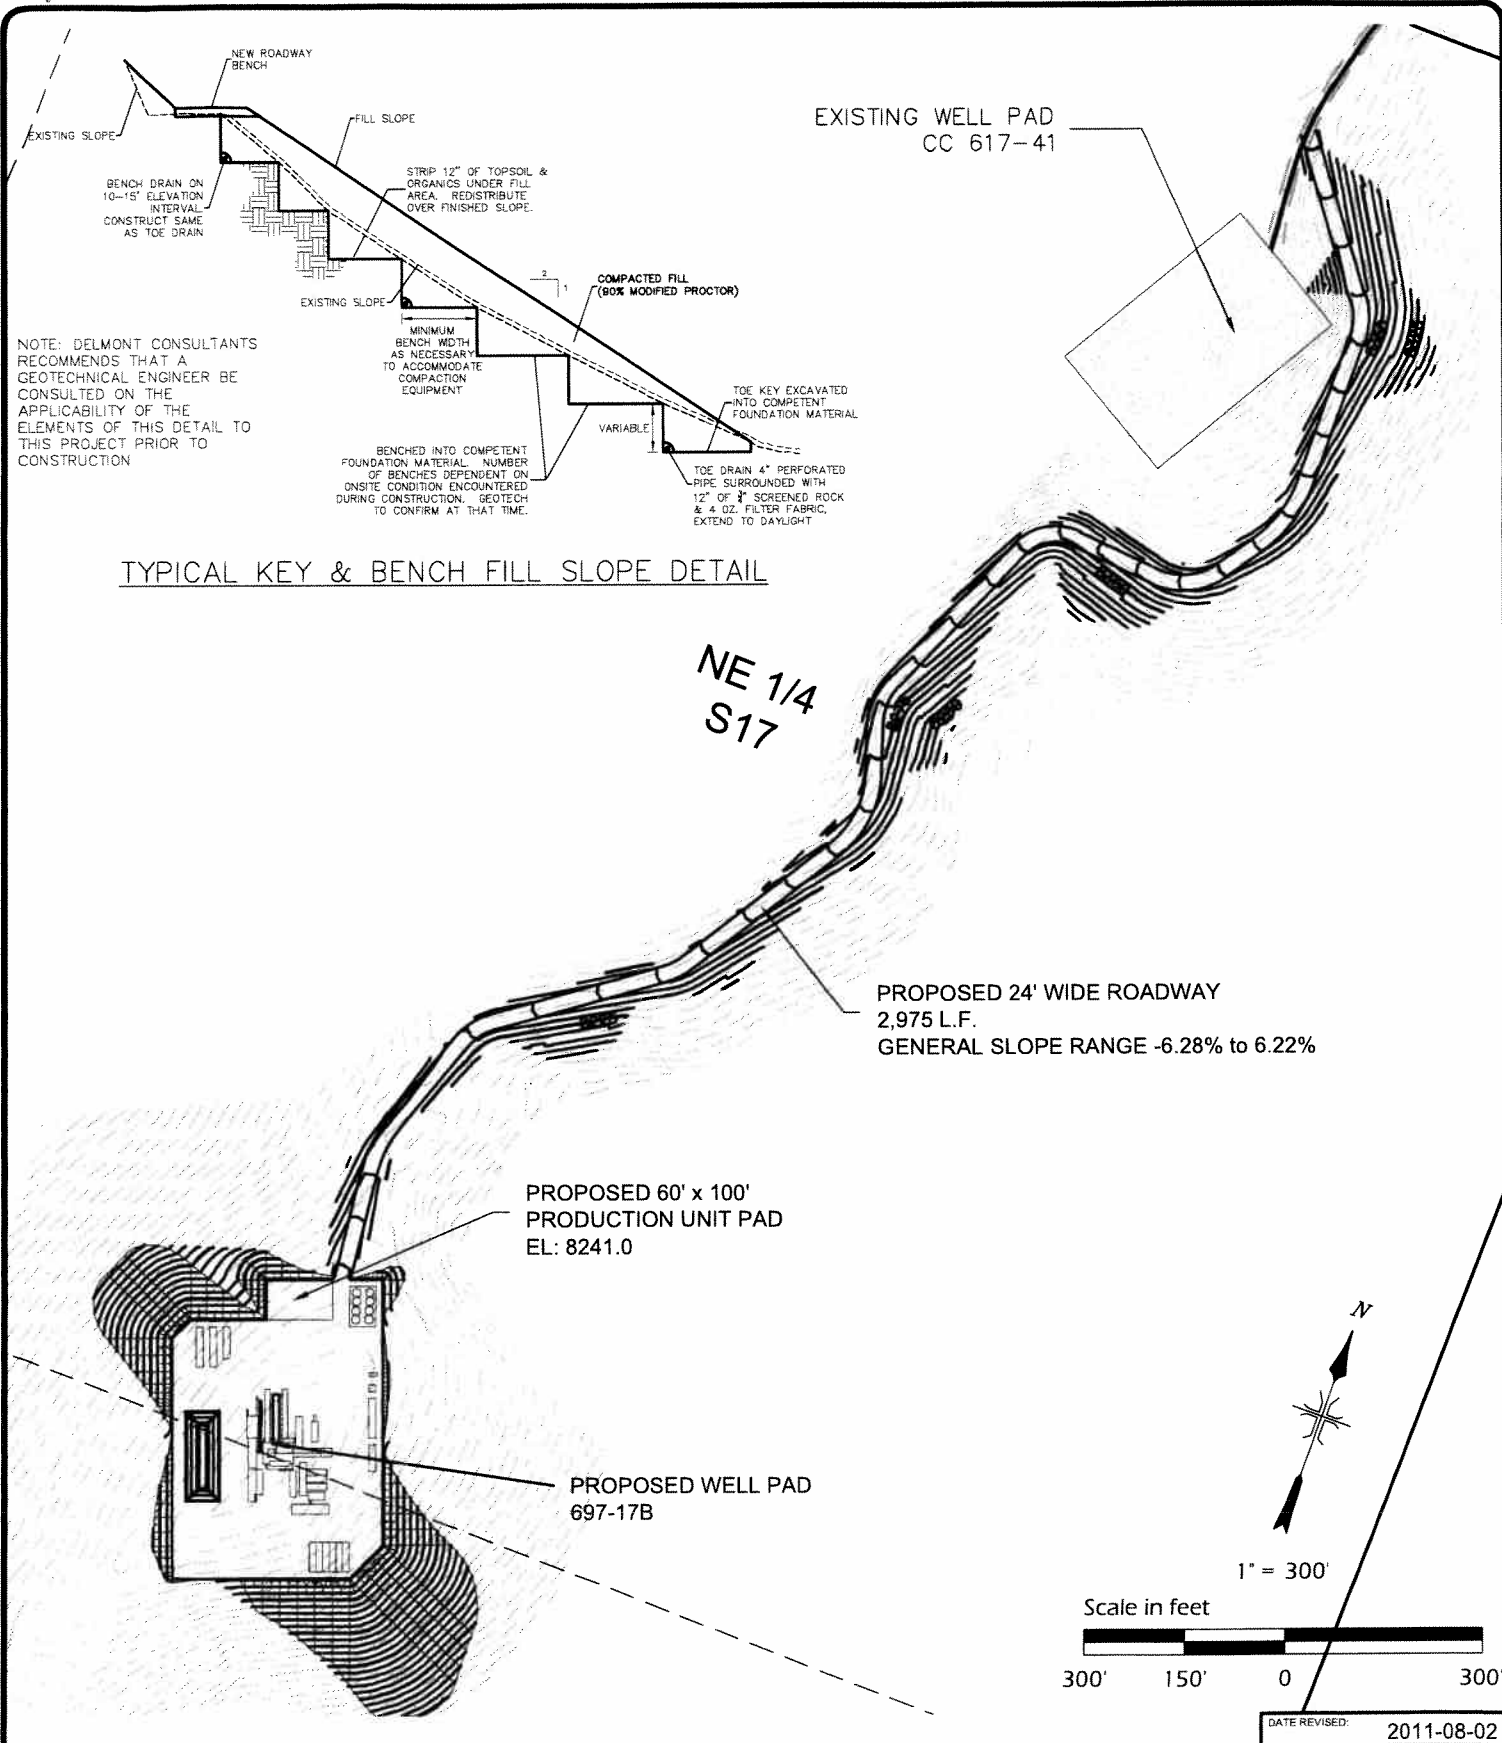 NEW ROADWAY
BENCH
EXISTING SLOPE
FILL SLOPE
BENCH DRAIN ON
10-15' ELEVATION
INTERVAL
CONSTRUCT SAME
AS TOE DRAIN
STRIP 12" OF TOPSOIL &
ORGANICS UNDER FILL
AREA. REDISTRIBUTE
OVER FINISHED SLOPE.
2
1
COMPACTED FILL
(90% MODIFIED PROCTOR)
EXISTING SLOPE
MINIMUM
BENCH WIDTH
AS NECESSARY
TO ACCOMMODATE
COMPACTION
EQUIPMENT
NOTE: DELMONT CONSULTANTS
RECOMMENDS THAT A
GEOTECHNICAL ENGINEER BE
CONSULTED ON THE
APPLICABILITY OF THE
ELEMENTS OF THIS DETAIL TO
THIS PROJECT PRIOR TO
CONSTRUCTION
TOE KEY EXCAVATED
INTO COMPETENT
FOUNDATION MATERIAL
VARIABLE
BENCHED INTO COMPETENT
FOUNDATION MATERIAL. NUMBER
OF BENCHES DEPENDENT ON
ONSITE CONDITION ENCOUNTERED
DURING CONSTRUCTION. GEOTECH
TO CONFIRM AT THAT TIME.
TOE DRAIN 4" PERFORATED
PIPE SURROUNDED WITH
12" OF SCREENED ROCK
& 4 OZ. FILTER FABRIC,
EXTEND TO DAYLIGHT
TYPICAL KEY & BENCH FILL SLOPE DETAIL
EXISTING WELL PAD
CC 617-41
NE 1/4
S17
PROPOSED 24' WIDE ROADWAY
2,975 L.F.
GENERAL SLOPE RANGE -6.28% to 6.22%
PROPOSED 60' x 100'
PRODUCTION UNIT PAD
EL: 8241.0
PROPOSED WELL PAD
697-17B
N
1" = 300'
Scale in feet
300' 150' 0 300'
DATE REVISED: 2011-08-02